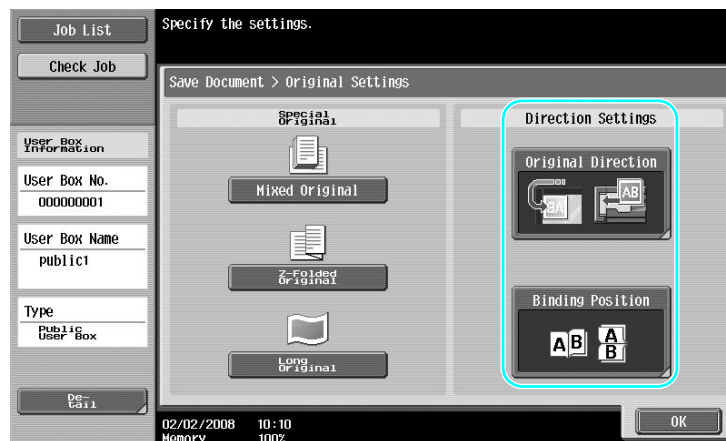 Job List
Specify the settings.
Check Job
Save Document > Original Settings
Special
Original
Direction Settings
User Box
Information
Original Direction
AB
AB
User Box No.
Mixed Original
000000001
User Box Name
public1
Z-Folded
Original
Binding Position
Type
Public
User Box
A B
A
B
Long
Original
De-
tail
02/02/2008 10:10
OK
Memory 100%